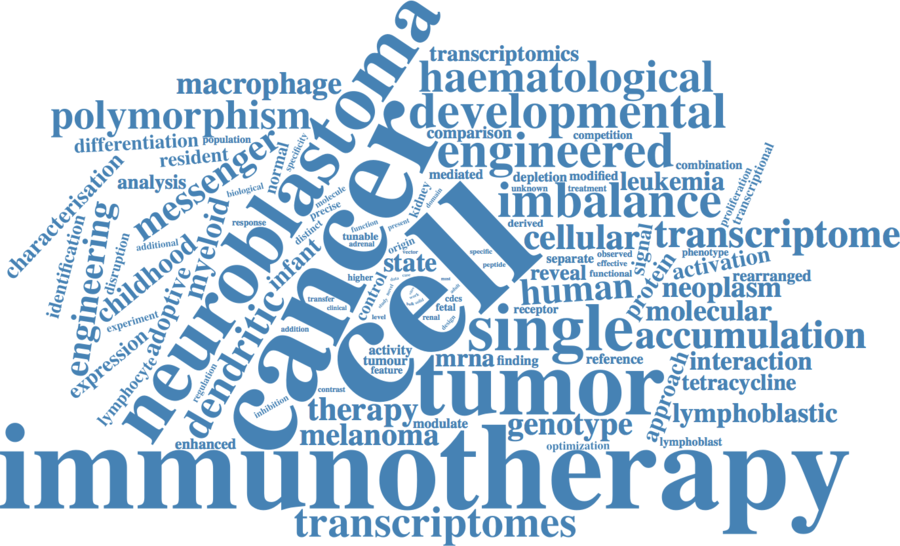 transcriptomics
macrophage
haematological
polymorphism
developmental
differentiation
population
comparison
competition
resident
engineered
combination
analysis
mediated
depletion
modified
leukemia
unknown
treatment
imbalance
characterisation
messenger
normal
specificity
biological
molecule
precise
distinct
kidney
domain
proliferation
transcriptional
neuroblastoma
cancer
cell
response
function
present
tunable
adrenal
derived
cellular
signal
transcriptome
identification
engineering
disruption
additional
childhood
myeloid
infant
origin
vector
state
specific
peptide
separate
observed
effective
phenotype
activation
reveal
functional
rearranged
human
protein
neoplasm
receptor
higher
control
transfer
clinical
level
cdcs
fetal
renal
design
molecular
single
accumulation
experiment
adoptive
expression
dendritic
addition
activity
tumour
feature
mrna
finding
reference
interaction
tetracycline
approach
lymphocyte
regulation
inhibition
contrast
tumor
therapy
modulate
genotype
lymphoblastic
lymphoblast
enhanced
melanoma
optimization
immunotherapy
transcriptomes